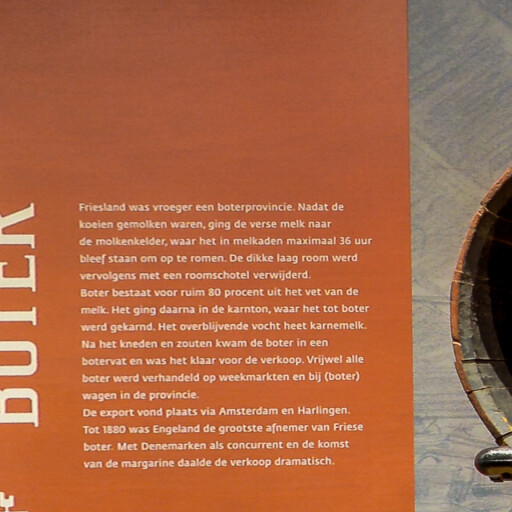 BOTER
Friesland was vroeger een boterprovincie. Nadat de
koeien gemolken waren, ging de verse melk naar
de molkenkelder, waar het in melkaden maximaal 36 uur
bleef staan om op te romen. De dikke laag room werd
vervolgens met een roomschotel verwijderd.
Boter bestaat voor ruim 80 procent uit het vet van de
melk. Het ging daarna in de karnton, waar het tot boter
werd gekarnd. Het overblijvende vocht heet karnemelk.
Na het kneden en zouten kwam de boter in een
botervat en was het klaar voor de verkoop. Vrijwel alle
boter werd verhandeld op weekmarkten en bij (boter)
wagen in de provincie.
De export vond plaats via Amsterdam en Harlingen.
Tot 1880 was Engeland de grootste afnemer van Friese
boter. Met Denemarken als concurrent en de komst
van de margarine daalde de verkoop dramatisch.